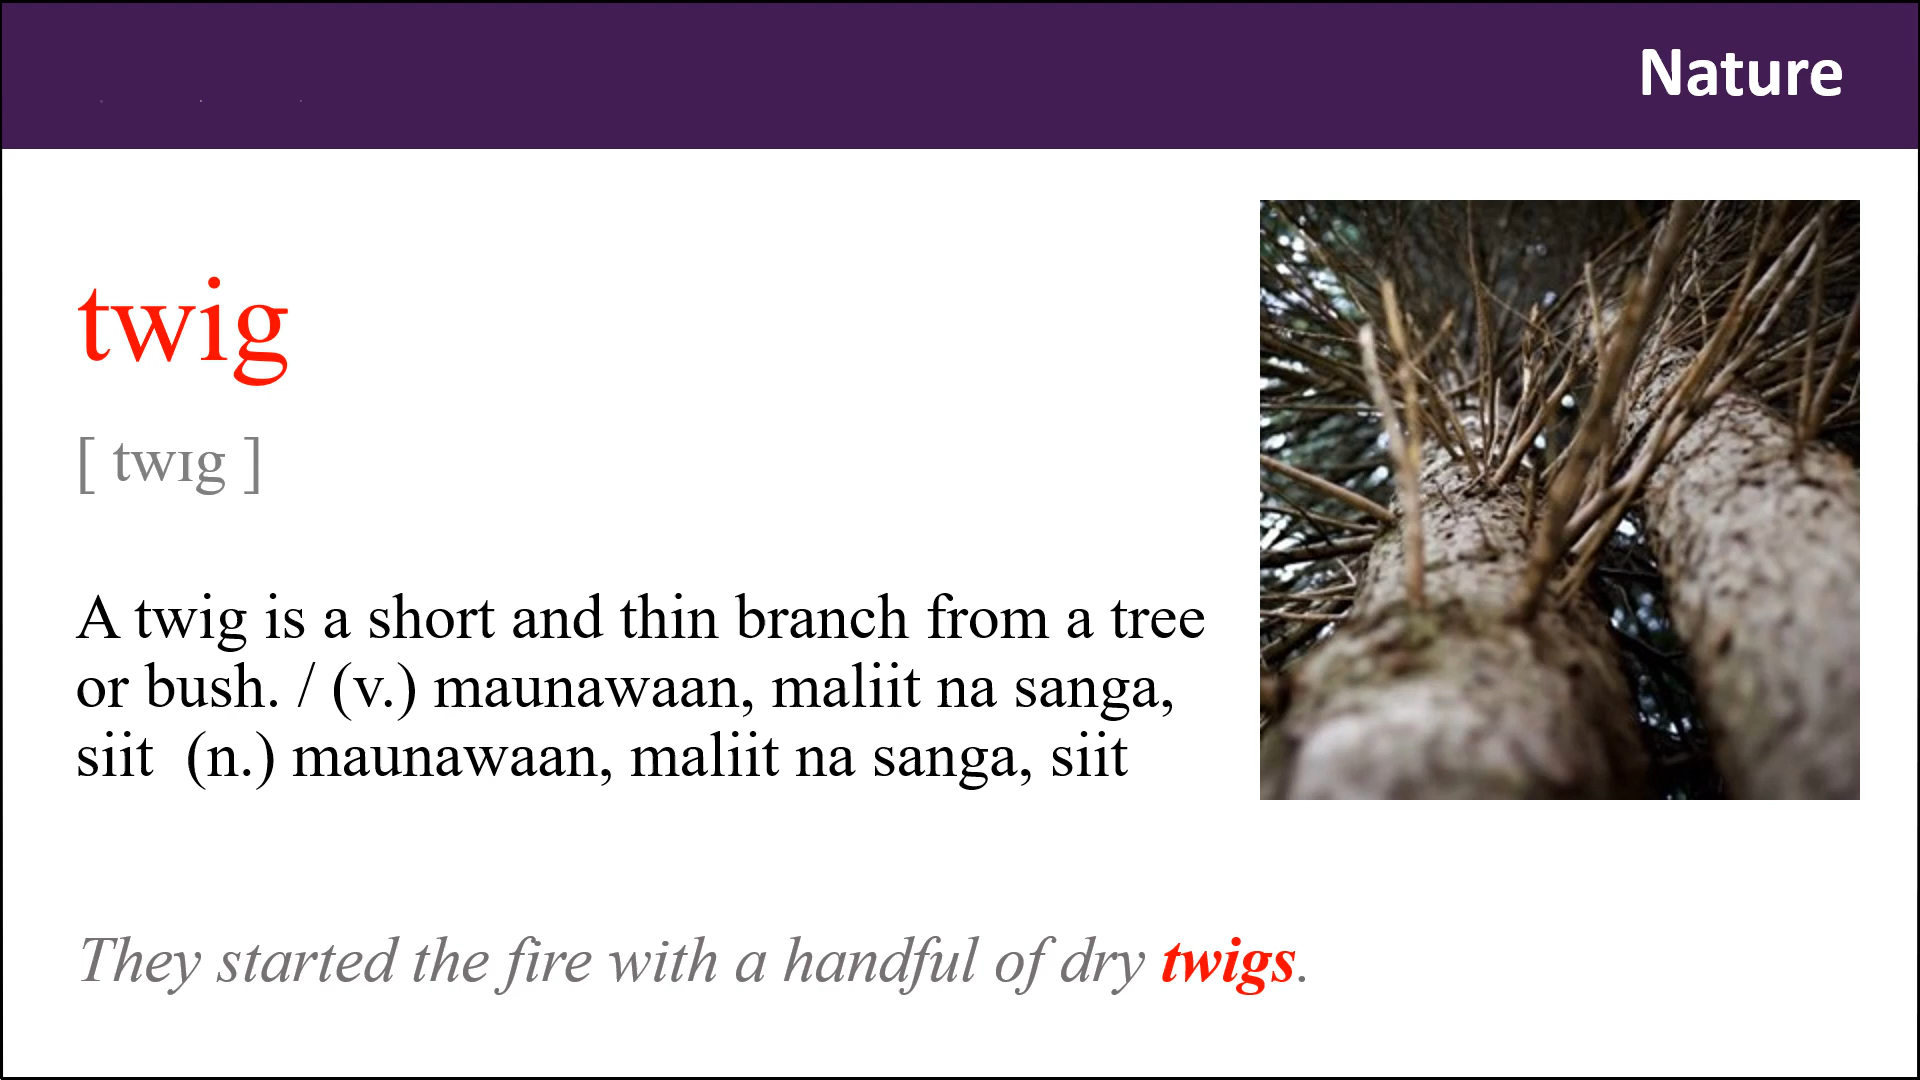 Nature
twig
[ twɪg ]
A twig is a short and thin branch from a tree
or bush. / (v.) maunawaan, maliit na sanga,
siit  (n.) maunawaan, maliit na sanga, siit
They started the fire with a handful of dry twigs.